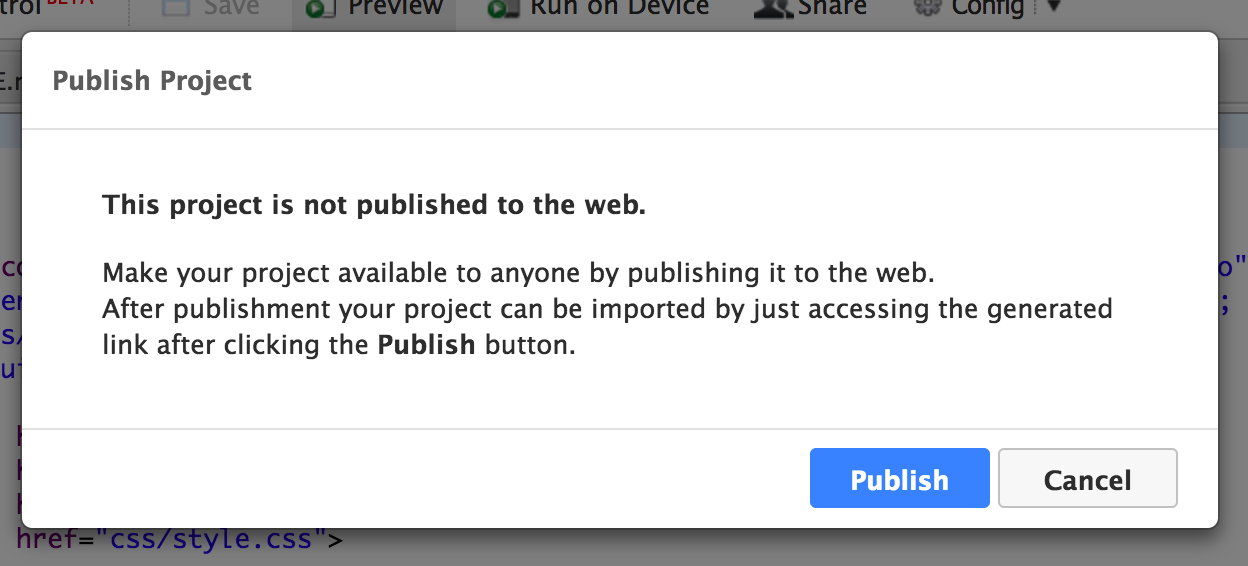 BETA
Save Preview Run on Device Share Config
Publish Project
This project is not published to the web.
Make your project available to anyone by publishing it to the web.
After publishment your project can be imported by just accessing the generated
link after clicking the Publish button.
Publish Cancel
href="css/style.css">